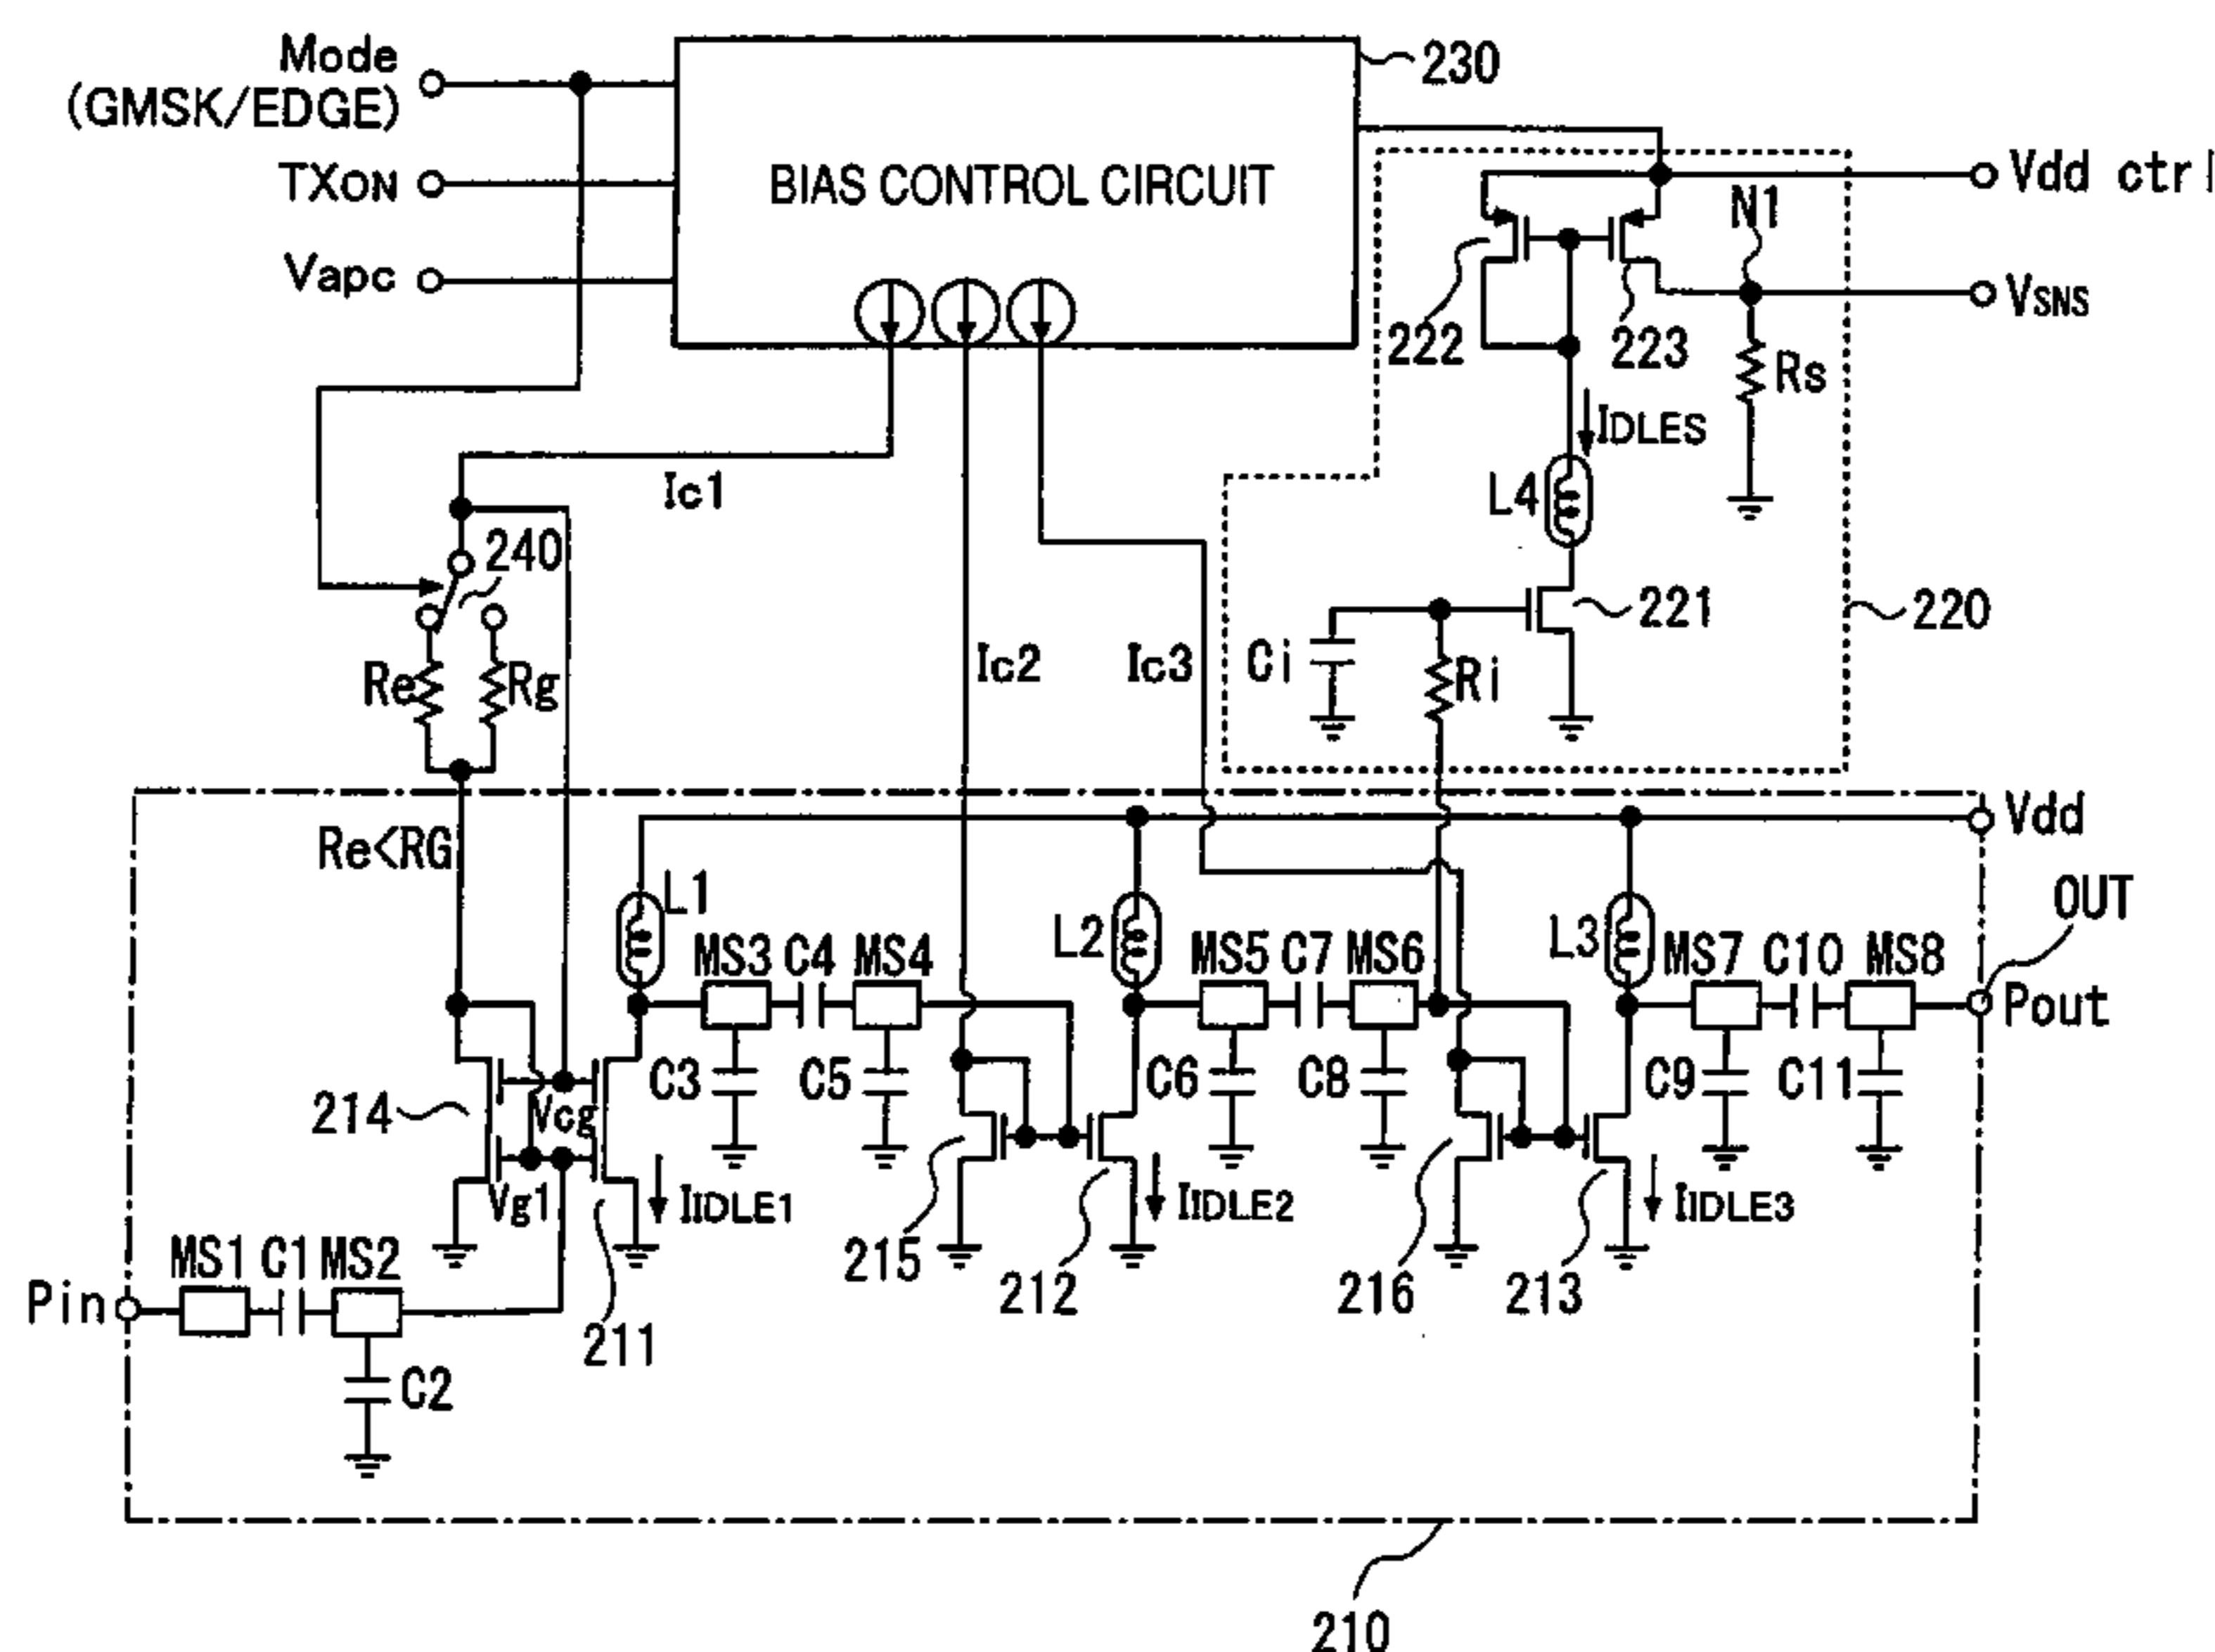 Mode
(GMSK/EDGE)
TXON
Vapc
BIAS CONTROL CIRCUIT
230
Vdd ctrl
N1
VSNS
222
223
Rs
IDLES
Ic1
L4
240
221
220
Re
Rg
Ic2
Ic3
Ci
Ri
Vdd
Re<RG
L1
OUT
MS3
C4
MS4
L2
MS5
C7
MS6
L3
MS7
C10
MS8
Pout
C3
C5
C6
C8
C9
C11
214
Vcg
Vg1
IIDLE1
IIDLE2
IIDLE3
MS1
C1
MS2
215
212
216
213
Pin
211
C2
210